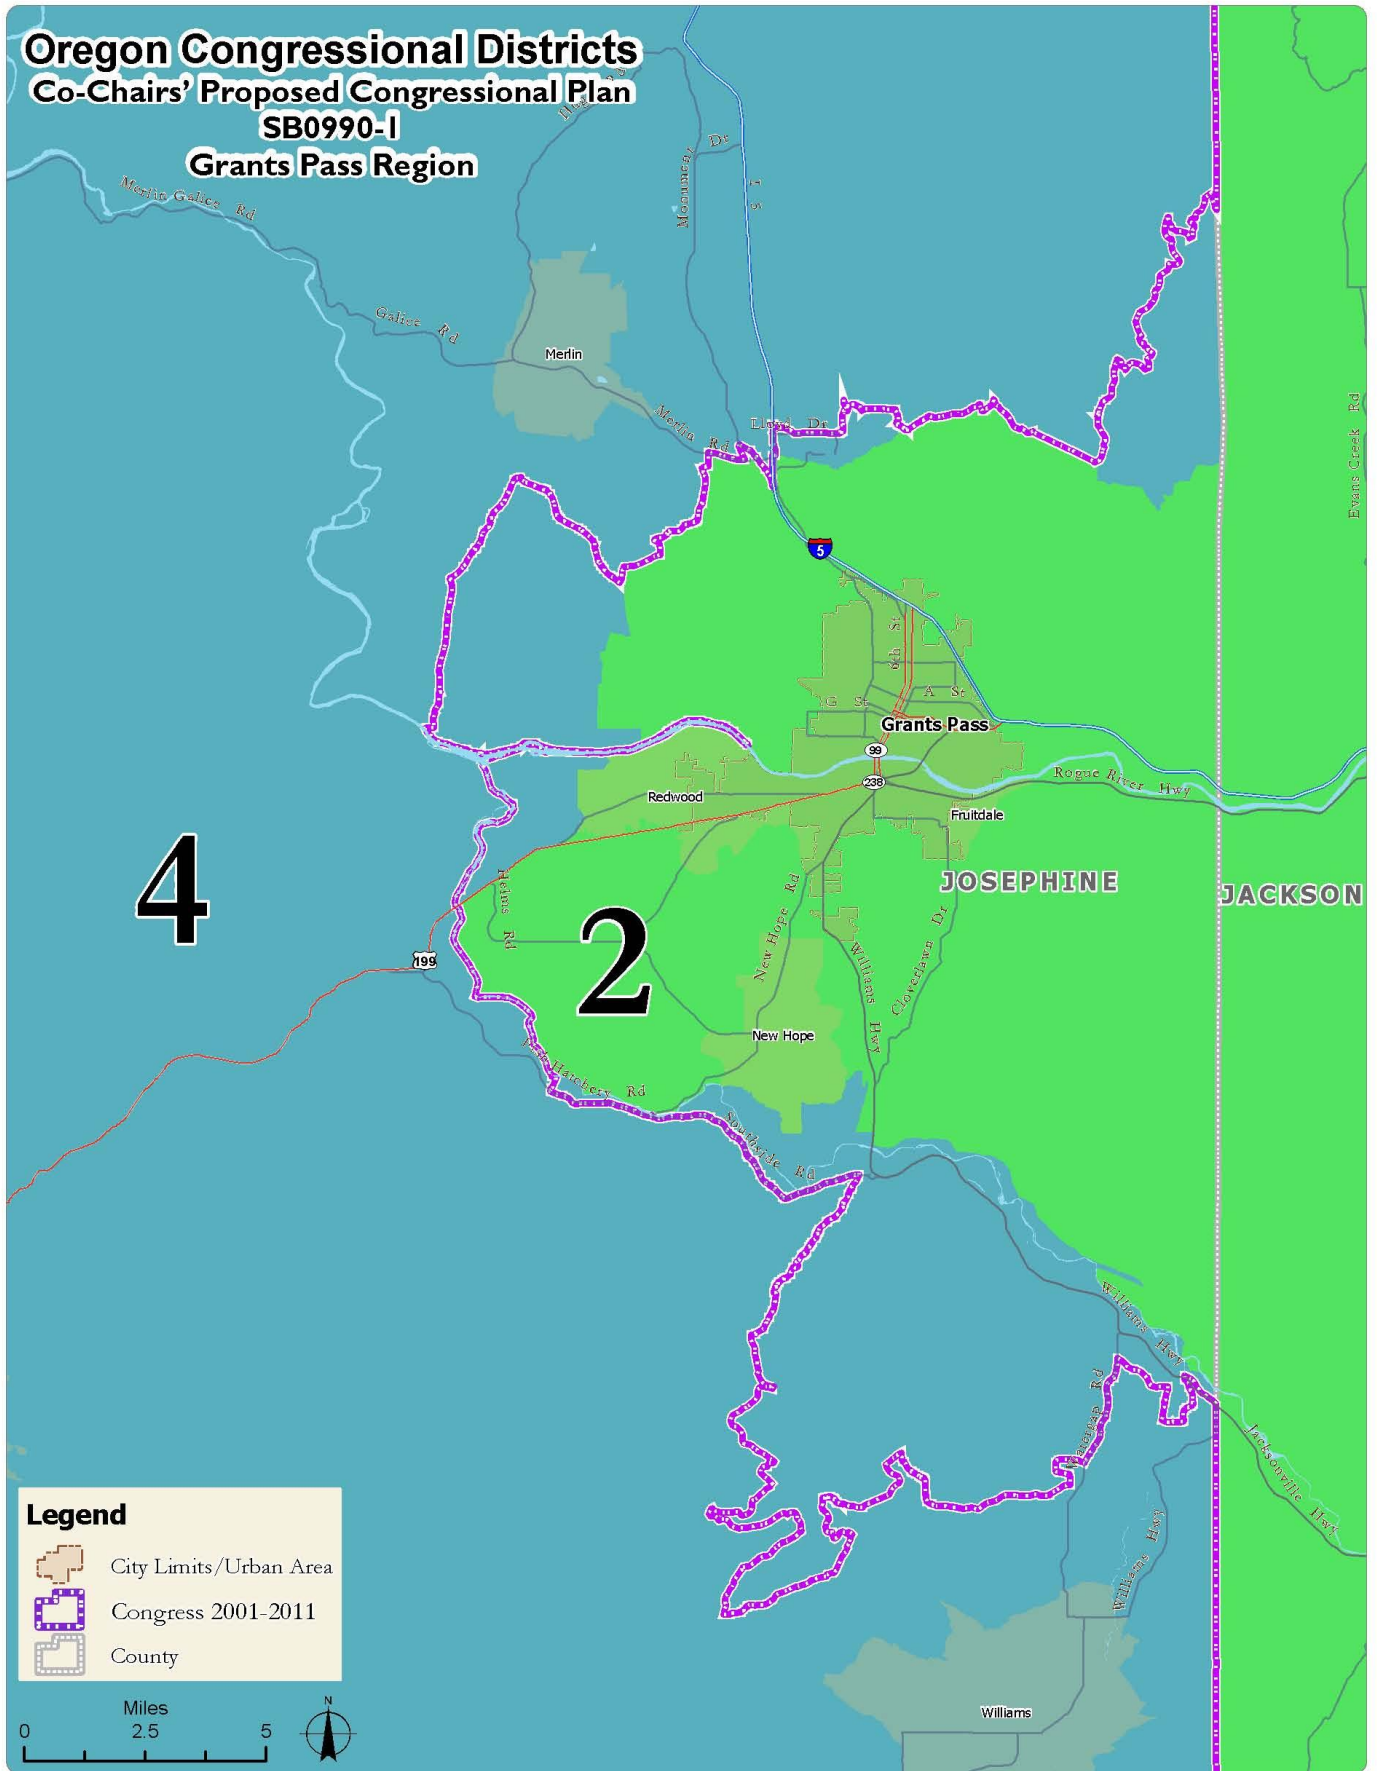 Oregon Congressional Districts
Co-Chairs' Proposed Congressional Plan
SB0990-1
Grants Pass Region
Monument Dr
I 5
Merlin Galice Rd
Galice Rd
Merlin
Merlin Rd
Lloyd Dr
Evans Creek Rd
5
6th St
G St
A St
Grants Pass
99
238
Rogue River Hwy
Redwood
Fruitdale
4
JOSEPHINE
JACKSON
Helms Rd
2
199
New Hope Rd
Williams Hwy
Cloverlawn Dr
New Hope
Fish Hatchery Rd
Southside Rd
Williams Hwy
Watergap Rd
Jacksonville Hwy
Williams Hwy
Williams
Legend
City Limits/Urban Area
Congress 2001-2011
County
Miles
0 2.5 5
N